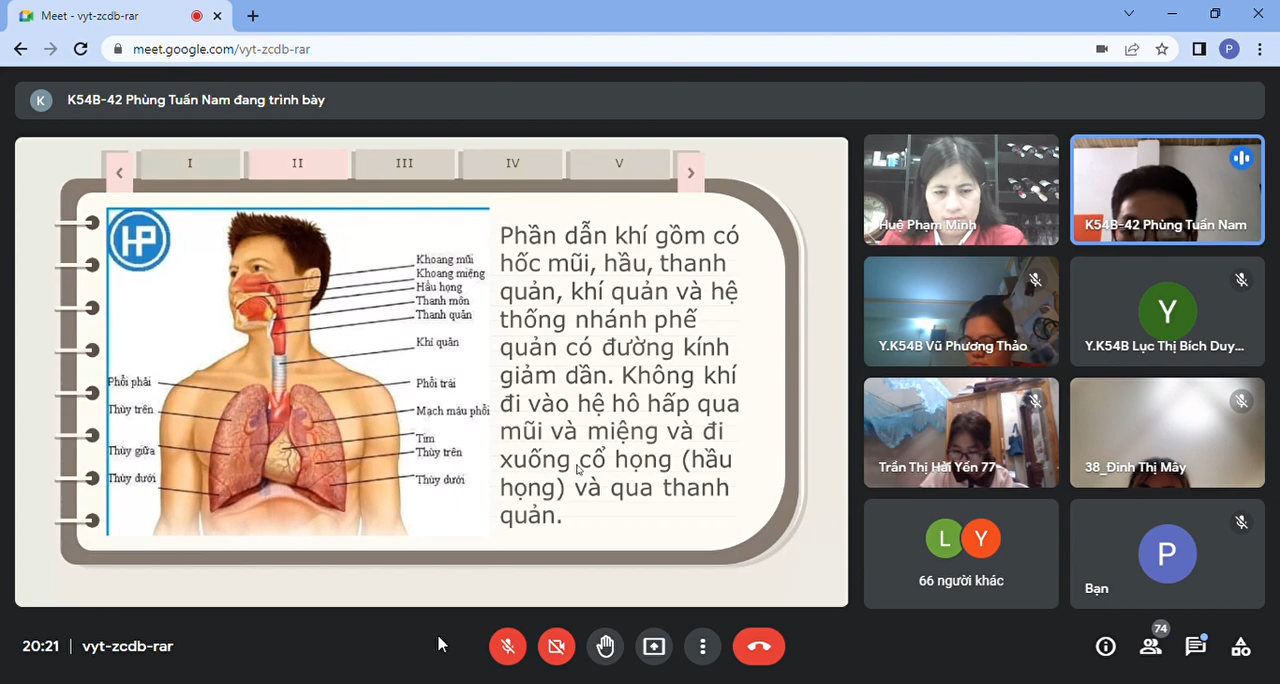 Meet - vyt-zcdb-rar
meet.google.com/vyt-zcdb-rar
P
K
K54B-42 Phùng Tuấn Nam đang trình bày
I
II
III
IV
V
HP
Khoang mũi
Khoang miệng
Hầu họng
Thanh môn
Thanh quản
Khí quản
Phổi phải
Thùy trên
Thùy giữa
Thùy dưới
Phổi trái
Mạch máu phổi
Tim
Thùy trên
Thùy dưới
Phần dẫn khí gồm có
hốc mũi, hầu, thanh
quản, khí quản và hệ
thống nhánh phế
quản có đường kính
giảm dần. Không khí
đi vào hệ hô hấp qua
mũi và miệng và đi
xuống cổ họng (hầu
họng) và qua thanh
quản.
Huệ Phạm Minh
K54B-42 Phùng Tuấn Nam
Y.K54B Vũ Phương Thảo
Y
Y.K54B Lục Thị Bích Duy...
Trần Thị Hải Yến 77-
38_Đinh Thị Mây
L Y
66 người khác
P
Bạn
20:21 | vyt-zcdb-rar
74